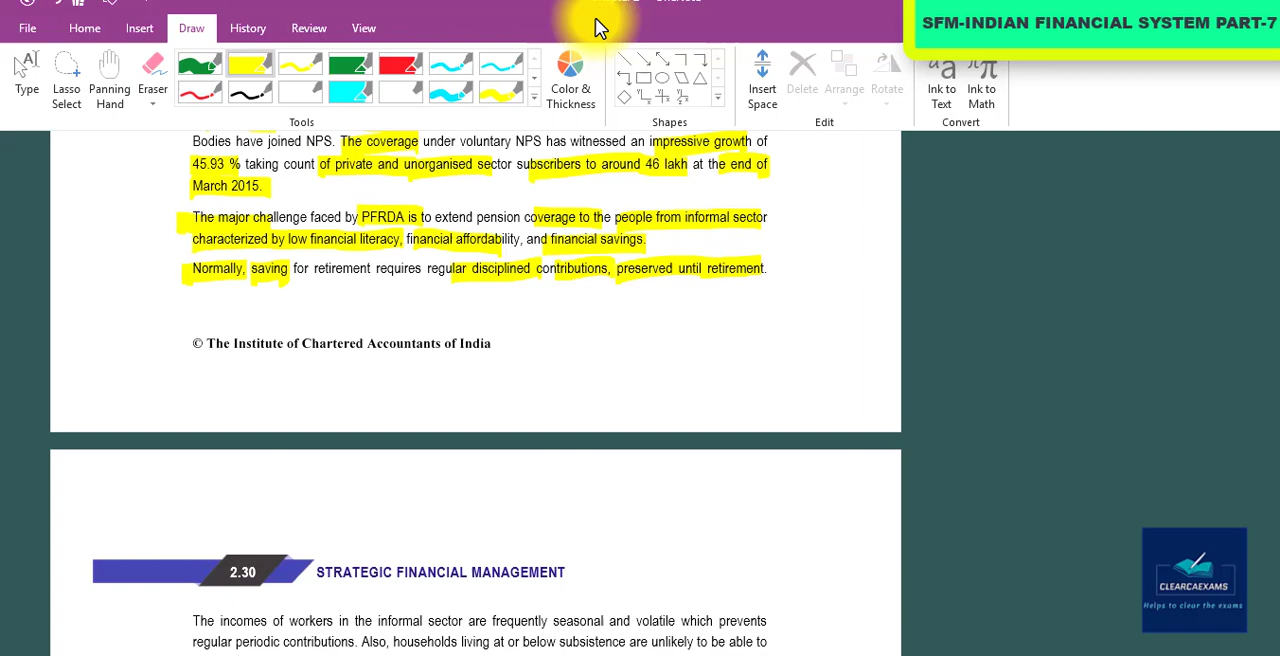 SFM-INDIAN FINANCIAL SYSTEM PART-7
File Home Insert Draw History Review View
Type Lasso Select Panning Hand Eraser Color & Thickness Insert Space Delete Arrange Rotate Ink to Text Ink to Math
Tools Shapes Edit Convert
Bodies have joined NPS. The coverage under voluntary NPS has witnessed an impressive growth of
45.93 % taking count of private and unorganised sector subscribers to around 46 lakh at the end of
March 2015.
The major challenge faced by PFRDA is to extend pension coverage to the people from informal sector
characterized by low financial literacy, financial affordability, and financial savings.
Normally, saving for retirement requires regular disciplined contributions, preserved until retirement.
© The Institute of Chartered Accountants of India
2.30 STRATEGIC FINANCIAL MANAGEMENT
The incomes of workers in the informal sector are frequently seasonal and volatile which prevents
regular periodic contributions. Also, households living at or below subsistence are unlikely to be able to
CLEARCAEXAMS
Helps to clear the exams